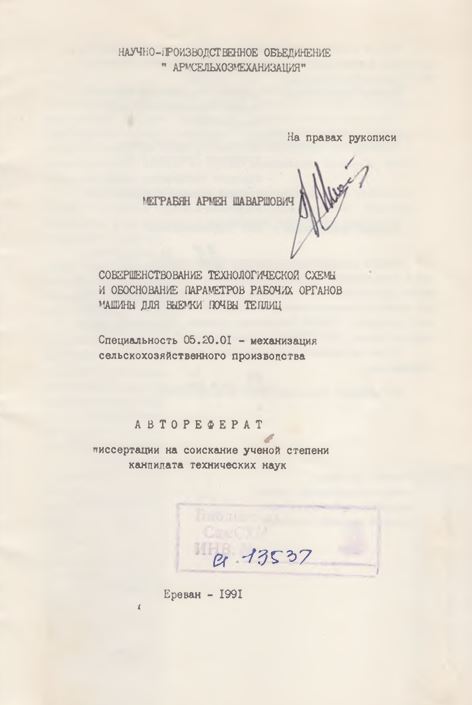 НАУЧНО-ПРОИЗВОДСТВЕННОЕ ОБЪЕДИНЕНИЕ
" АРМСЕЛЬХОЗМЕХАНИЗАЦИЯ"
На правах рукописи
МЕГРАБЯН АРМЕН ШАВАРШОВИЧ
СОВЕРШЕНСТВОВАНИЕ ТЕХНОЛОГИЧЕСКОЙ СХЕМЫ
И ОБОСНОВАНИЕ ПАРАМЕТРОВ РАБОЧИХ ОРГАНОВ
МАШИНЫ ДЛЯ ВЫЕМКИ ПОЧВЫ ТЕПЛИЦ
Специальность 05.20.01 - механизация
сельскохозяйственного производства
А В Т О Р Е Ф Е Р А Т
диссертации на соискание ученой степени
кандидата технических наук
ИНВ.
13537
Ереван - 1991